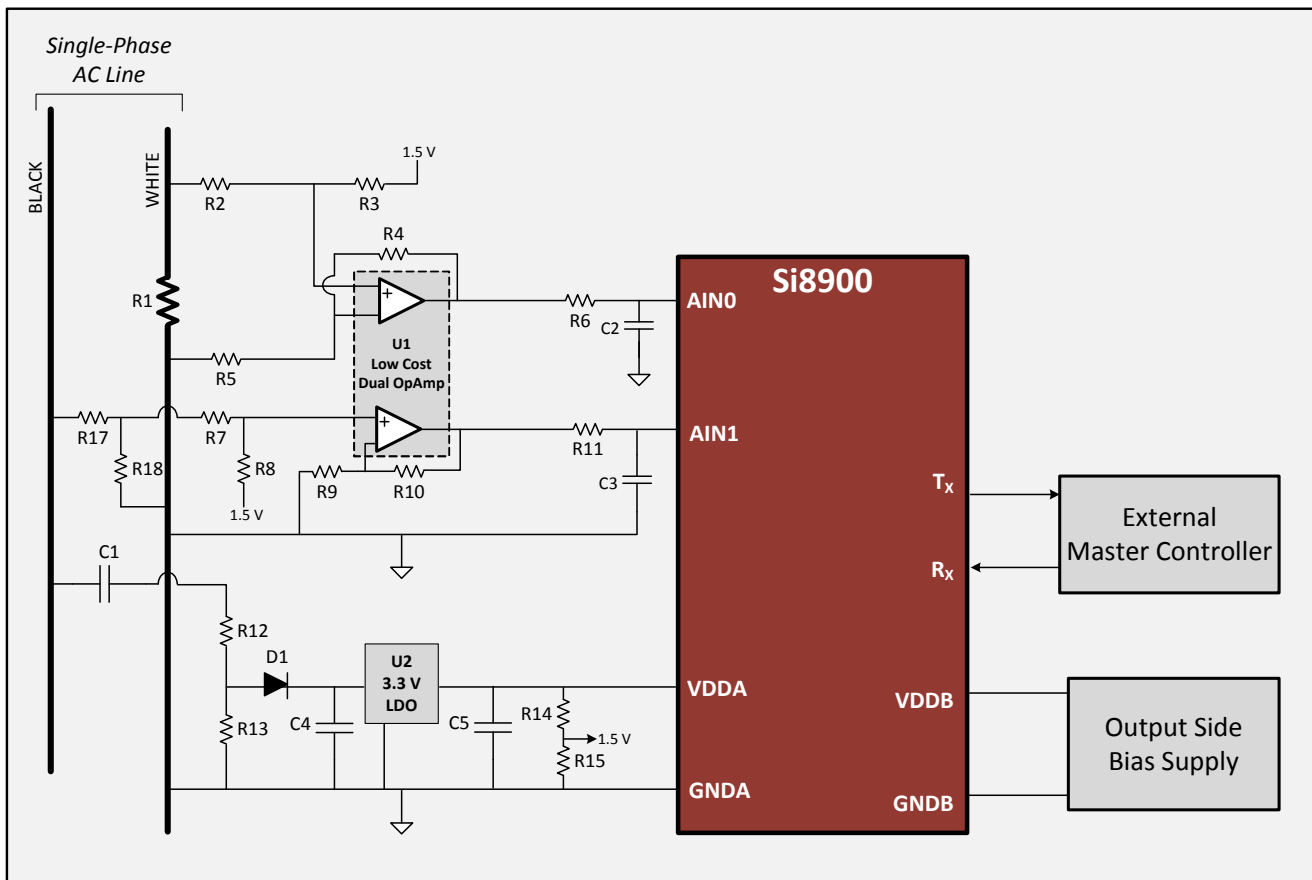 Single-Phase
AC Line
BLACK
WHITE
1.5 V
R2
R3
R4
R1
+
U1
Low Cost
Dual OpAmp
R5
R6
C2
Si8900
AIN0
R17
R7
+
R18
R8
1.5 V
R9
R10
R11
C3
AIN1
TX
External
Master Controller
RX
C1
R12
D1
U2
3.3 V
LDO
R13
C4
C5
R14
1.5 V
R15
VDDA
VDDB
Output Side
Bias Supply
GNDA
GNDB